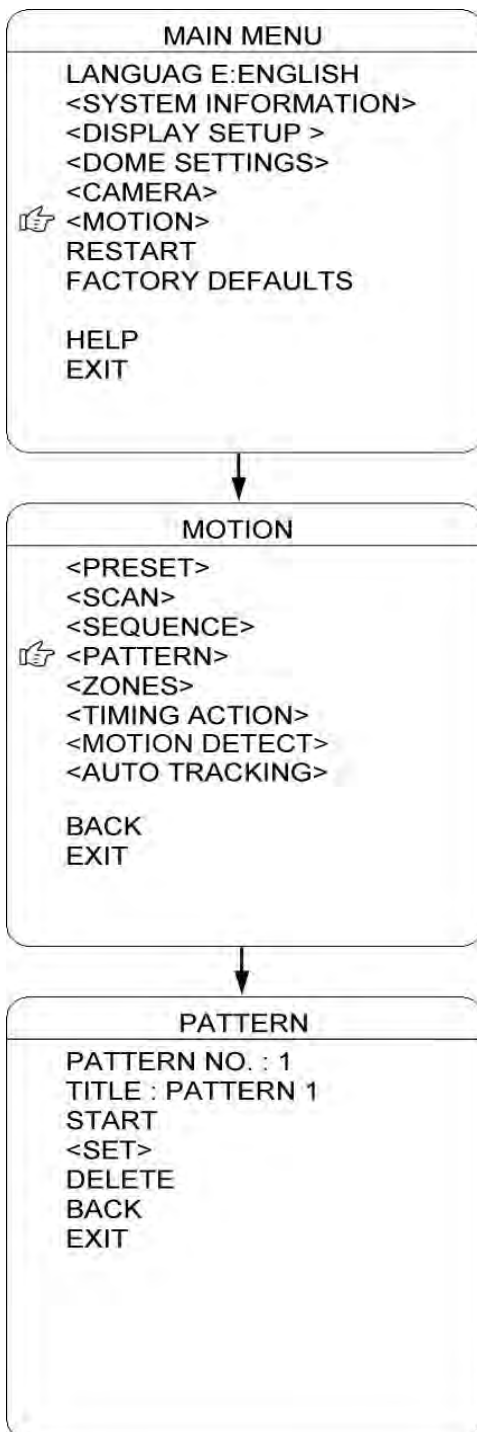 MAIN MENU
LANGUAG E:ENGLISH
<SYSTEM INFORMATION>
<DISPLAY SETUP >
<DOME SETTINGS>
<CAMERA>
<MOTION>
RESTART
FACTORY DEFAULTS
HELP
EXIT
MOTION
<PRESET>
<SCAN>
<SEQUENCE>
<PATTERN>
<ZONES>
<TIMING ACTION>
<MOTION DETECT>
<AUTO TRACKING>
BACK
EXIT
PATTERN
PATTERN NO. : 1
TITLE : PATTERN 1
START
<SET>
DELETE
BACK
EXIT